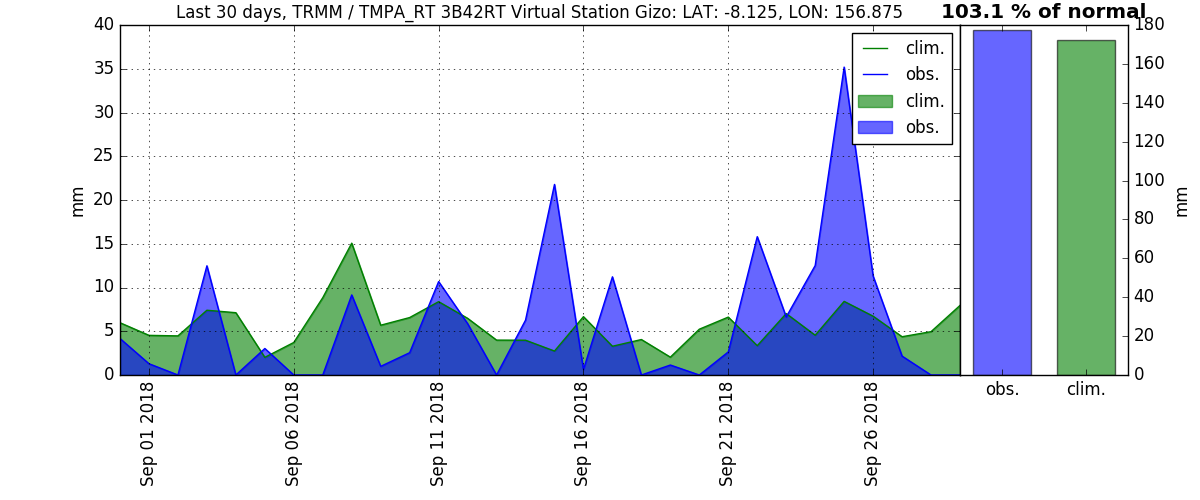 Last 30 days, TRMM / TMPA_RT 3B42RT Virtual Station Gizo: LAT: -8.125, LON: 156.875
103.1 % of normal
40
35
30
25
20
15
10
5
0
mm
clim.
obs.
clim.
obs.
Sep 01 2018
Sep 06 2018
Sep 11 2018
Sep 16 2018
Sep 21 2018
Sep 26 2018
180
160
140
120
100
80
60
40
20
0
mm
obs.
clim.